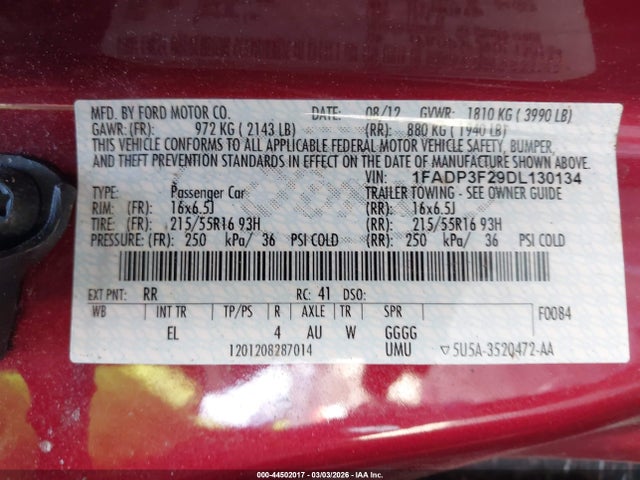 MFD. BY FORD MOTOR CO. DATE: 08/12 GVWR: 1810 KG ( 3990 LB)
GAWR: (FR): 972 KG ( 2143 LB) (RR): 880 KG ( 1940 LB)
THIS VEHICLE CONFORMS TO ALL APPLICABLE FEDERAL MOTOR VEHICLE SAFETY, BUMPER,
AND THEFT PREVENTION STANDARDS IN EFFECT ON THE DATE OF MANUFACTURE SHOWN ABOVE.
VIN: 1FADP3F29DL130134
TYPE: Passenger Car TRAILER TOWING - SEE OWNER GUIDE
RIM: (FR): 16x6.5J (RR): 16x6.5J
TIRE: (FR): 215/55R16 93H (RR): 215/55R16 93H
PRESSURE: (FR): 250 kPa/ 36 PSI COLD (RR): 250 kPa/ 36 PSI COLD
EXT PNT: RR RC: 41 DSO:
WB INT TR TP/PS R AXLE TR SPR F0084
EL 4 AU W GGGG
1201208287014 UMU ▽5U5A-3520472-AA
000-44502017 - 03/03/2026 - IAA Inc.